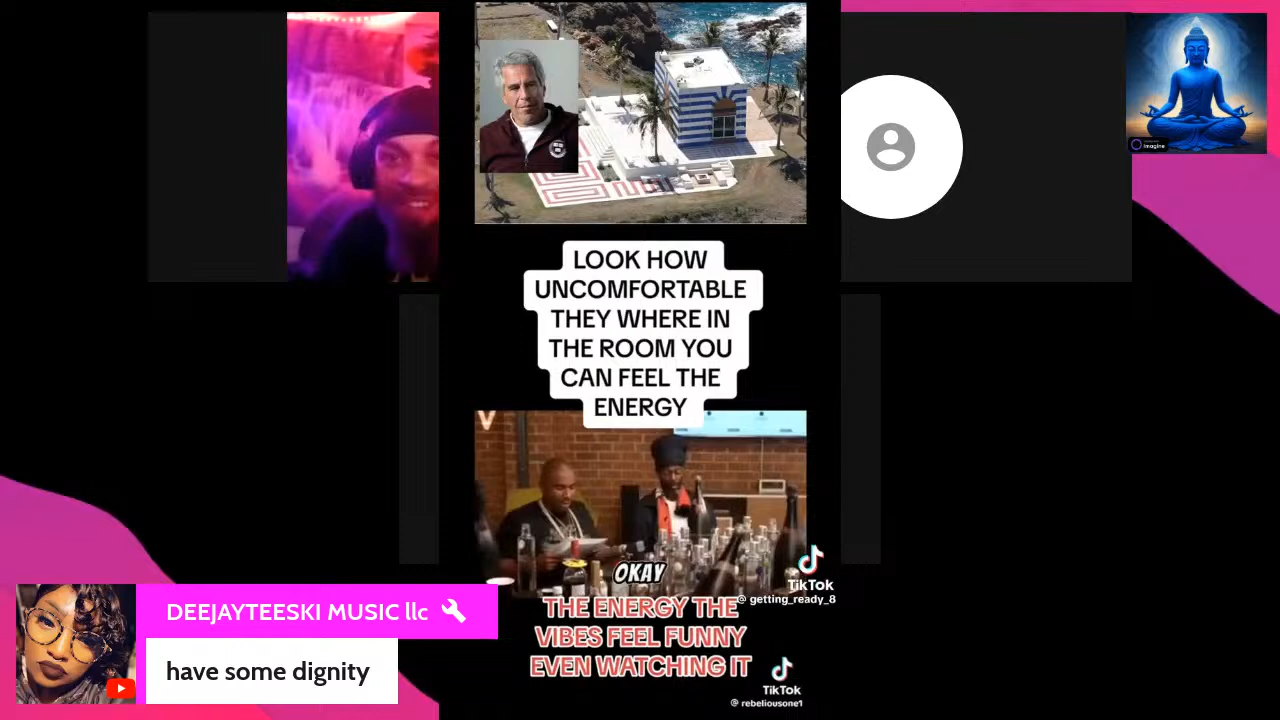 imagine
LOOK HOW
UNCOMFORTABLE
THEY WHERE IN
THE ROOM YOU
CAN FEEL THE
ENERGY
V
OKAY
TikTok
@ getting_ready_8
THE ENERGY THE
VIBES FEEL FUNNY
EVEN WATCHING IT
TikTok
@ rebeliousone1
DEEJAYTEESKI MUSIC llc
have some dignity